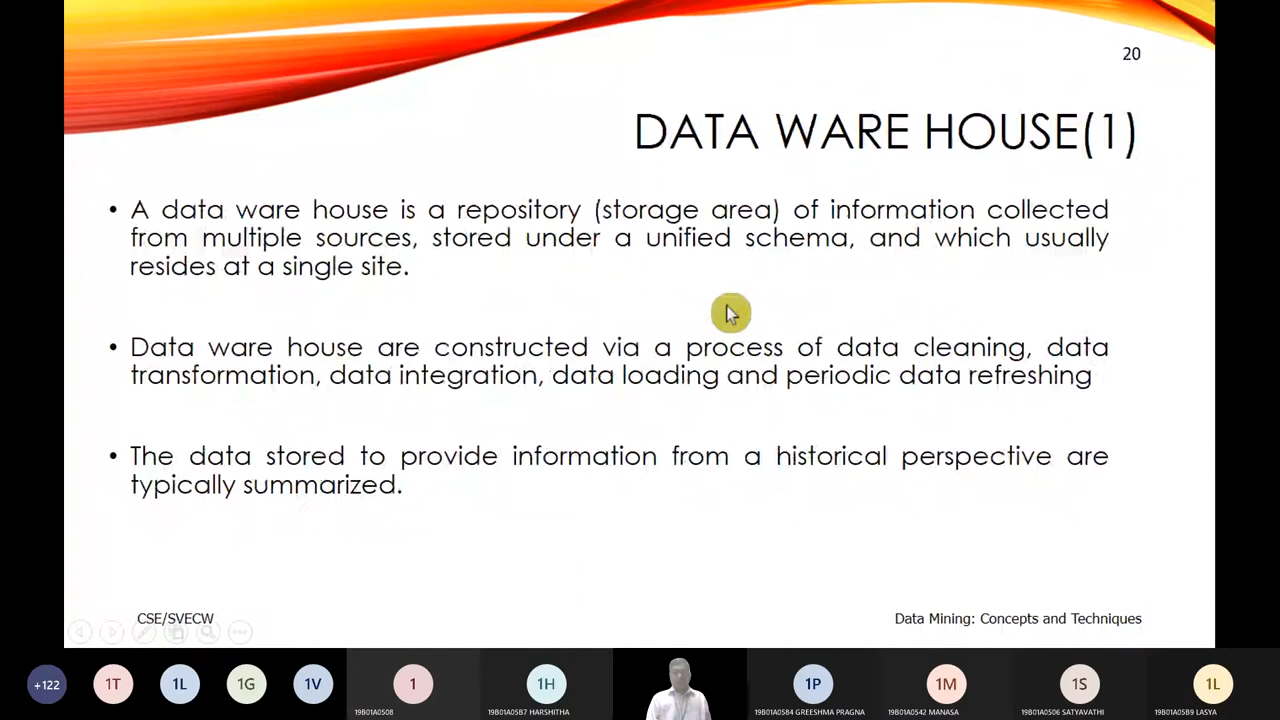 20
DATA WARE HOUSE(1)
• A data ware house is a repository (storage area) of information collected
from multiple sources, stored under a unified schema, and which usually
resides at a single site.
• Data ware house are constructed via a process of data cleaning, data
transformation, data integration, data loading and periodic data refreshing
• The data stored to provide information from a historical perspective are
typically summarized.
CSE/SVECW
Data Mining: Concepts and Techniques
+122 1T 1L 1G 1V 1 1H 1P 1M 1S 1L
19B01A0508 19B01A05B7 HARSHITHA 19B01A0584 GREESHMA PRAGNA 19B01A0542 MANASA 19B01A0506 SATYAVATHI 19B01A05B9 LASYA